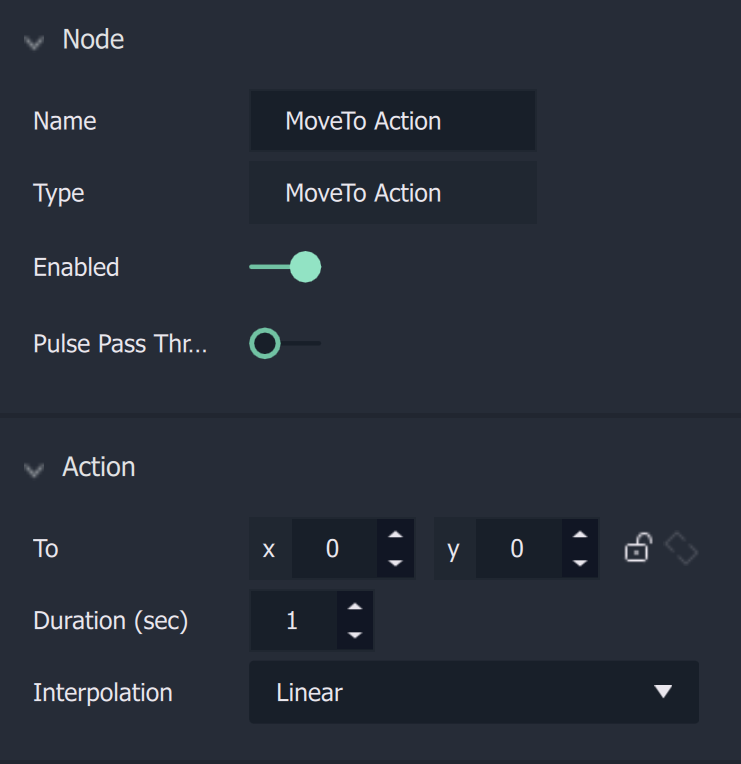 Node
Name MoveTo Action
Type MoveTo Action
Enabled
Pulse Pass Thr...
Action
To x 0 y 0
Duration (sec) 1
Interpolation Linear